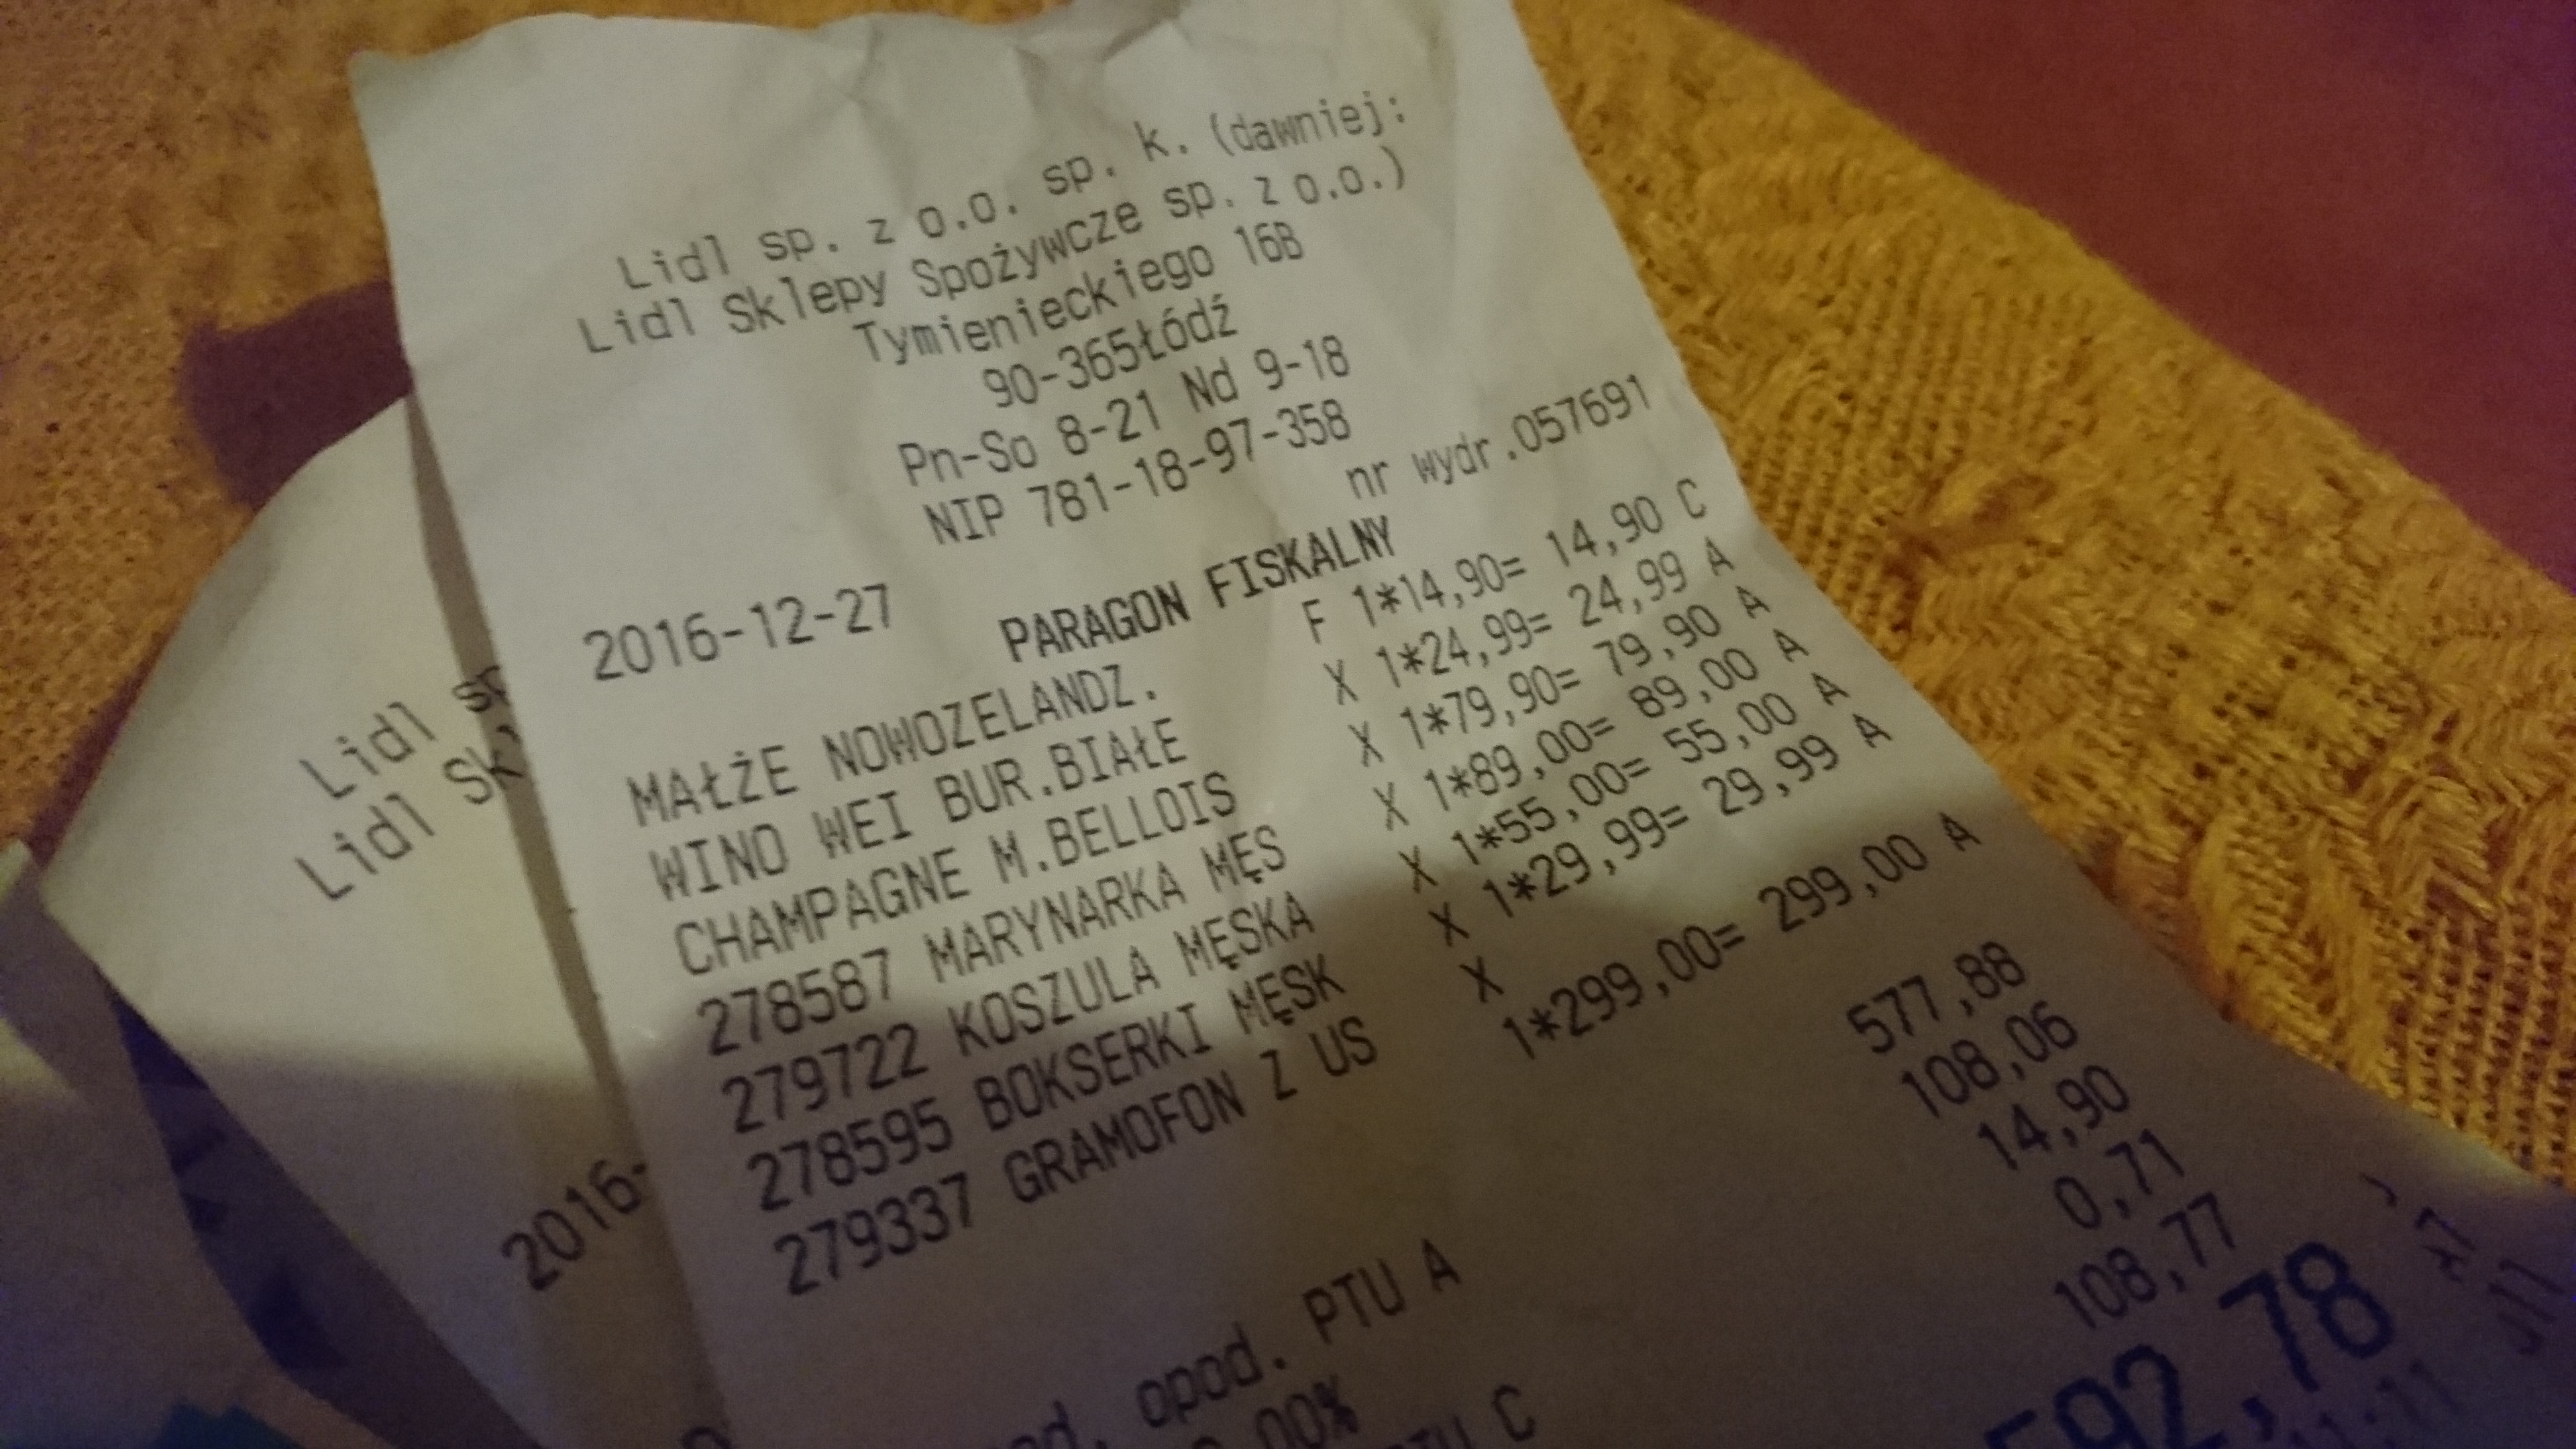 Lidl sp. z o.o. sp. k. (dawniej:
Lidl Sklepy Spożywcze sp. z o.o.)
Tymienieckiego 16B
90-365Łódź
Pn-So 8-21 Nd 9-18
NIP 781-18-97-358
nr wydr.057691
2016-12-27
PARAGON FISKALNY
MAŁŻE NOWOZELANDZ. F 1*14,90= 14,90 C
WINO WEI BUR.BIAŁE X 1*24,99= 24,99 A
CHAMPAGNE M.BELLOIS X 1*79,90= 79,90 A
278587 MARYNARKA MĘS X 1*89,00= 89,00 A
279722 KOSZULA MĘSKA X 1*55,00= 55,00 A
278595 BOKSERKI MĘSK X 1*29,99= 29,99 A
279337 GRAMOFON Z US X
1*299,00= 299,00 A
opod. PTU A 577,88
108,06
C 14,90
0,71
108,77
592,78
Lidl sp
Lidl Sk
2016-